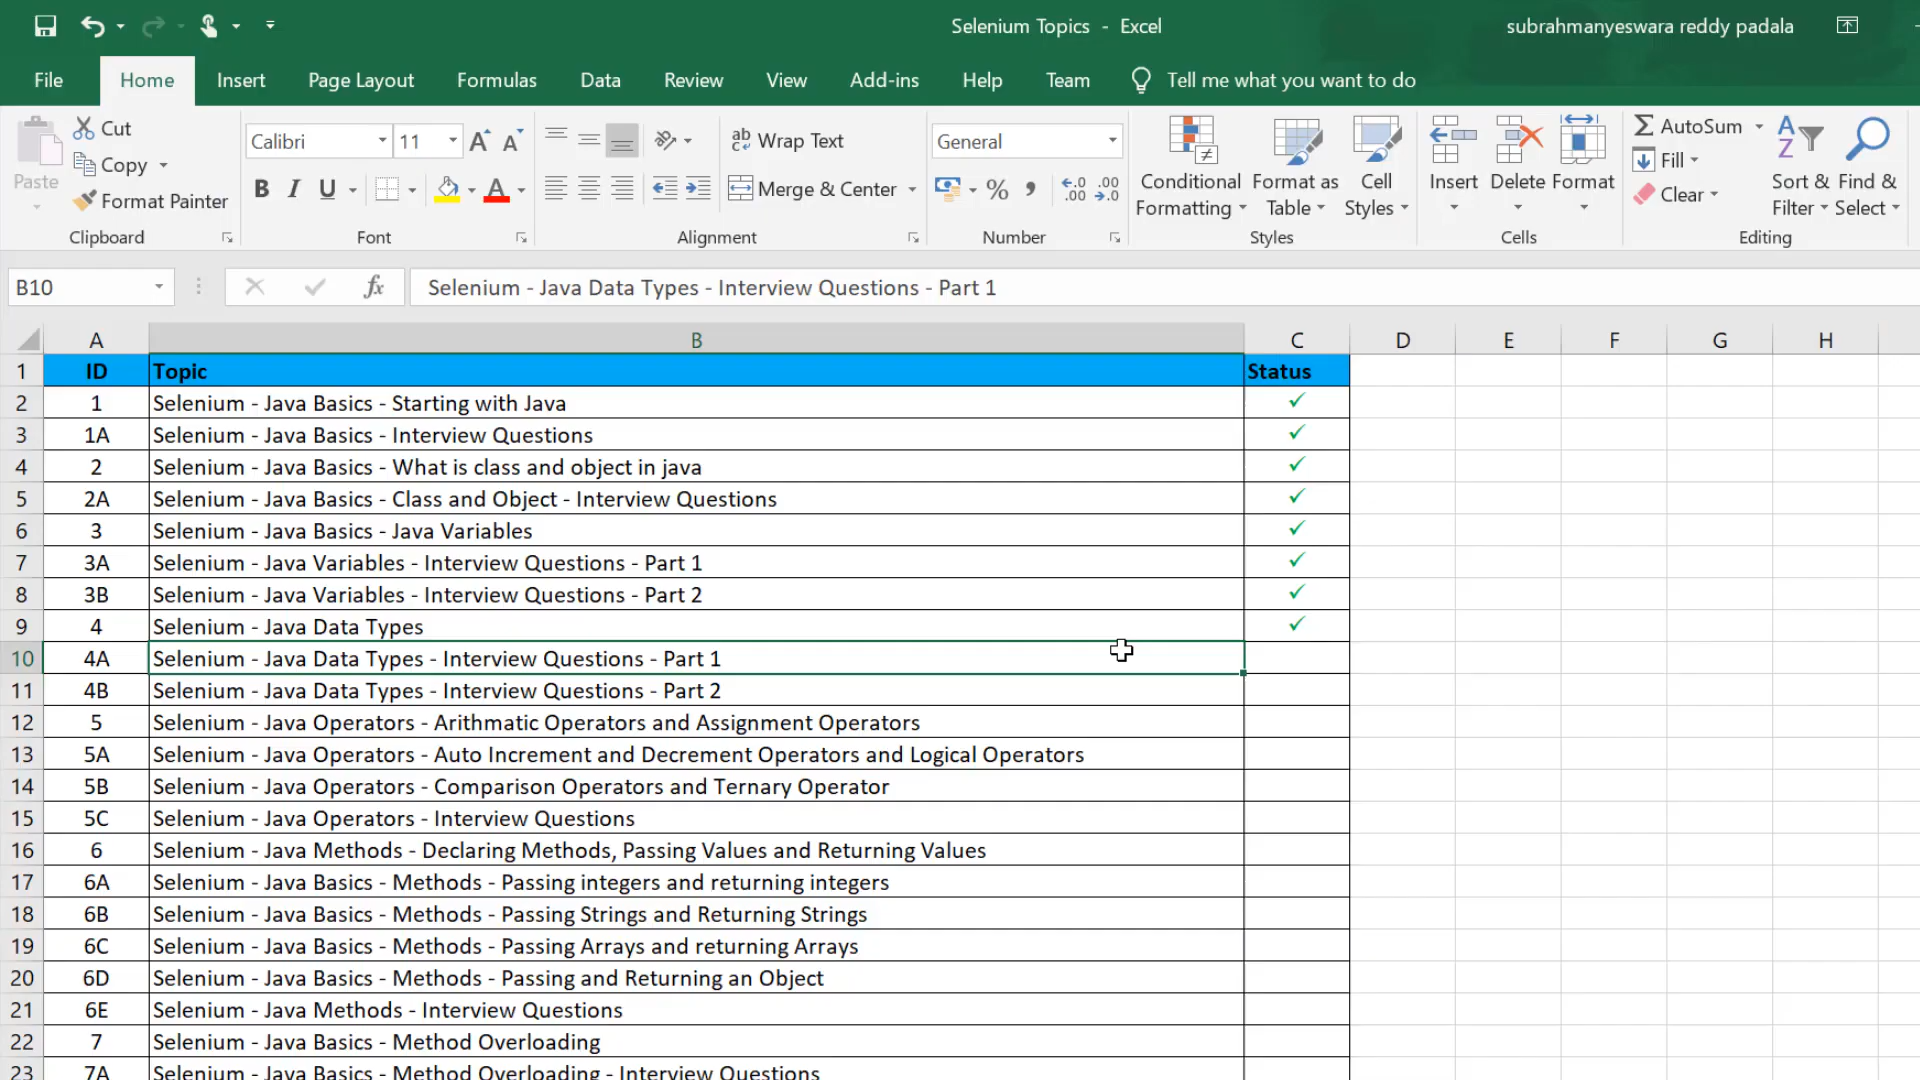 Selenium Topics - Excel
subrahmanyeswara reddy padala
File Home Insert Page Layout Formulas Data Review View Add-ins Help Team Tell me what you want to do
Paste
Cut
Copy
Format Painter
Clipboard
Calibri 11
B I U
Font
Wrap Text
Merge & Center
Alignment
General
% , .0 .00 .00 .0
Number
Conditional Formatting
Format as Table
Cell Styles
Styles
Insert
Delete
Format
Cells
AutoSum
Fill
Clear
Sort & Filter
Find & Select
Editing
B10 fx Selenium - Java Data Types - Interview Questions - Part 1
A B C D E F G H
1 ID Topic Status
2 1 Selenium - Java Basics - Starting with Java ✓
3 1A Selenium - Java Basics - Interview Questions ✓
4 2 Selenium - Java Basics - What is class and object in java ✓
5 2A Selenium - Java Basics - Class and Object - Interview Questions ✓
6 3 Selenium - Java Basics - Java Variables ✓
7 3A Selenium - Java Variables - Interview Questions - Part 1 ✓
8 3B Selenium - Java Variables - Interview Questions - Part 2 ✓
9 4 Selenium - Java Data Types ✓
10 4A Selenium - Java Data Types - Interview Questions - Part 1
11 4B Selenium - Java Data Types - Interview Questions - Part 2
12 5 Selenium - Java Operators - Arithmatic Operators and Assignment Operators
13 5A Selenium - Java Operators - Auto Increment and Decrement Operators and Logical Operators
14 5B Selenium - Java Operators - Comparison Operators and Ternary Operator
15 5C Selenium - Java Operators - Interview Questions
16 6 Selenium - Java Methods - Declaring Methods, Passing Values and Returning Values
17 6A Selenium - Java Basics - Methods - Passing integers and returning integers
18 6B Selenium - Java Basics - Methods - Passing Strings and Returning Strings
19 6C Selenium - Java Basics - Methods - Passing Arrays and returning Arrays
20 6D Selenium - Java Basics - Methods - Passing and Returning an Object
21 6E Selenium - Java Methods - Interview Questions
22 7 Selenium - Java Basics - Method Overloading
23 7A Selenium - Java Basics - Method Overloading - Interview Questions